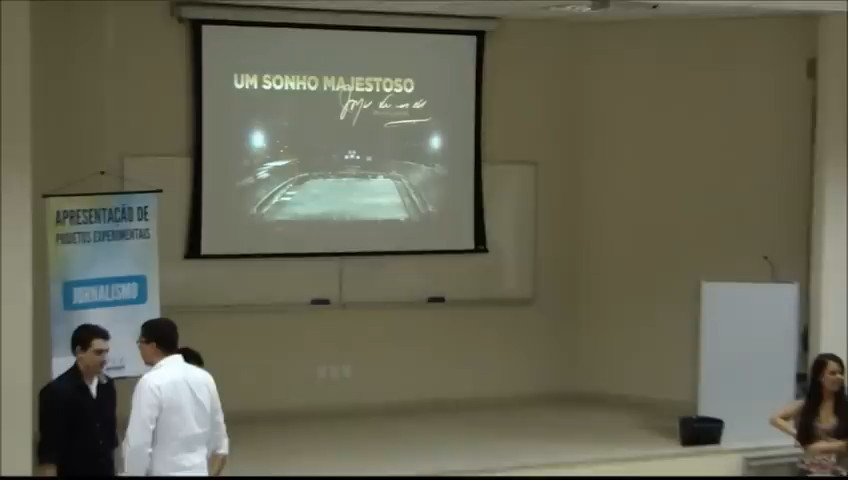 UM SONHO MAJESTOSO
APRESENTAÇÃO DE
PROJETOS EXPERIMENTAIS
JORNALISMO